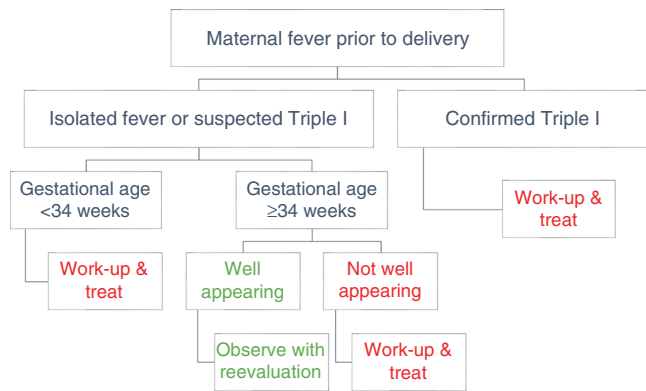 Maternal fever prior to delivery
Isolated fever or suspected Triple I
Confirmed Triple I
Gestational age
<34 weeks
Gestational age
≥34 weeks
Work-up &
treat
Work-up &
treat
Well
appearing
Not well
appearing
Observe with
reevaluation
Work-up &
treat